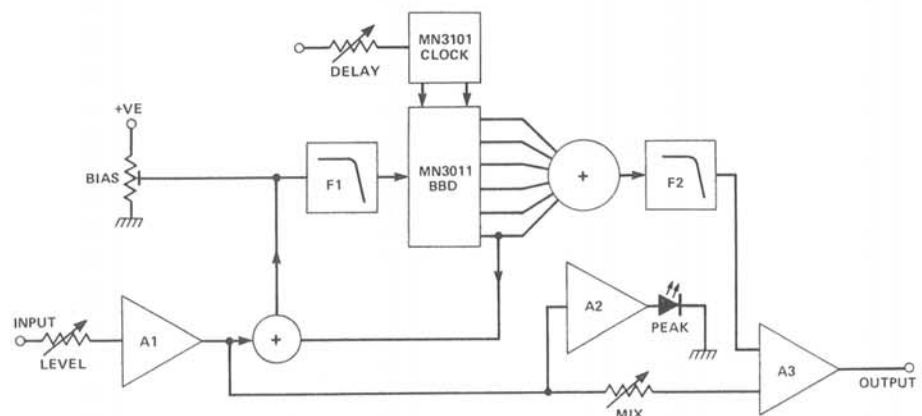 MN3101
CLOCK
DELAY
+VE
BIAS
F1
MN3011
BBD
+
F2
INPUT
LEVEL
A1
+
A2
PEAK
A3
OUTPUT
MIX